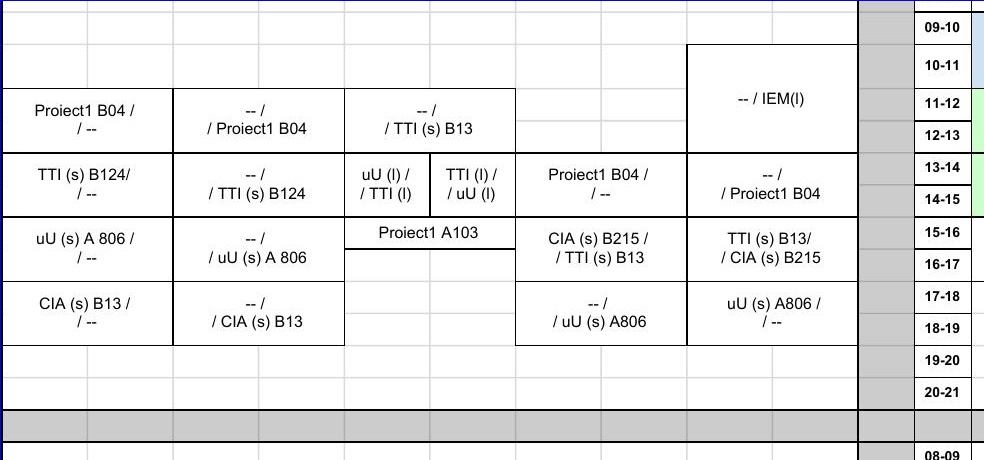 09-10
10-11
-- / IEM(l)
Proiect1 B04 /
/ --
-- /
/ Proiect1 B04
-- /
/ TTI (s) B13
11-12
12-13
TTI (s) B124/
/ --
-- /
/ TTI (s) B124
uU (l) /
/ TTI (l)
TTI (l) /
/ uU (l)
Proiect1 B04 /
/ --
-- /
/ Proiect1 B04
13-14
14-15
uU (s) A 806 /
/ --
-- /
/ uU (s) A 806
Proiect1 A103
CIA (s) B215 /
/ TTI (s) B13
TTI (s) B13/
/ CIA (s) B215
15-16
16-17
CIA (s) B13 /
/ --
-- /
/ CIA (s) B13
-- /
/ uU (s) A806
uU (s) A806 /
/ --
17-18
18-19
19-20
20-21
08-09